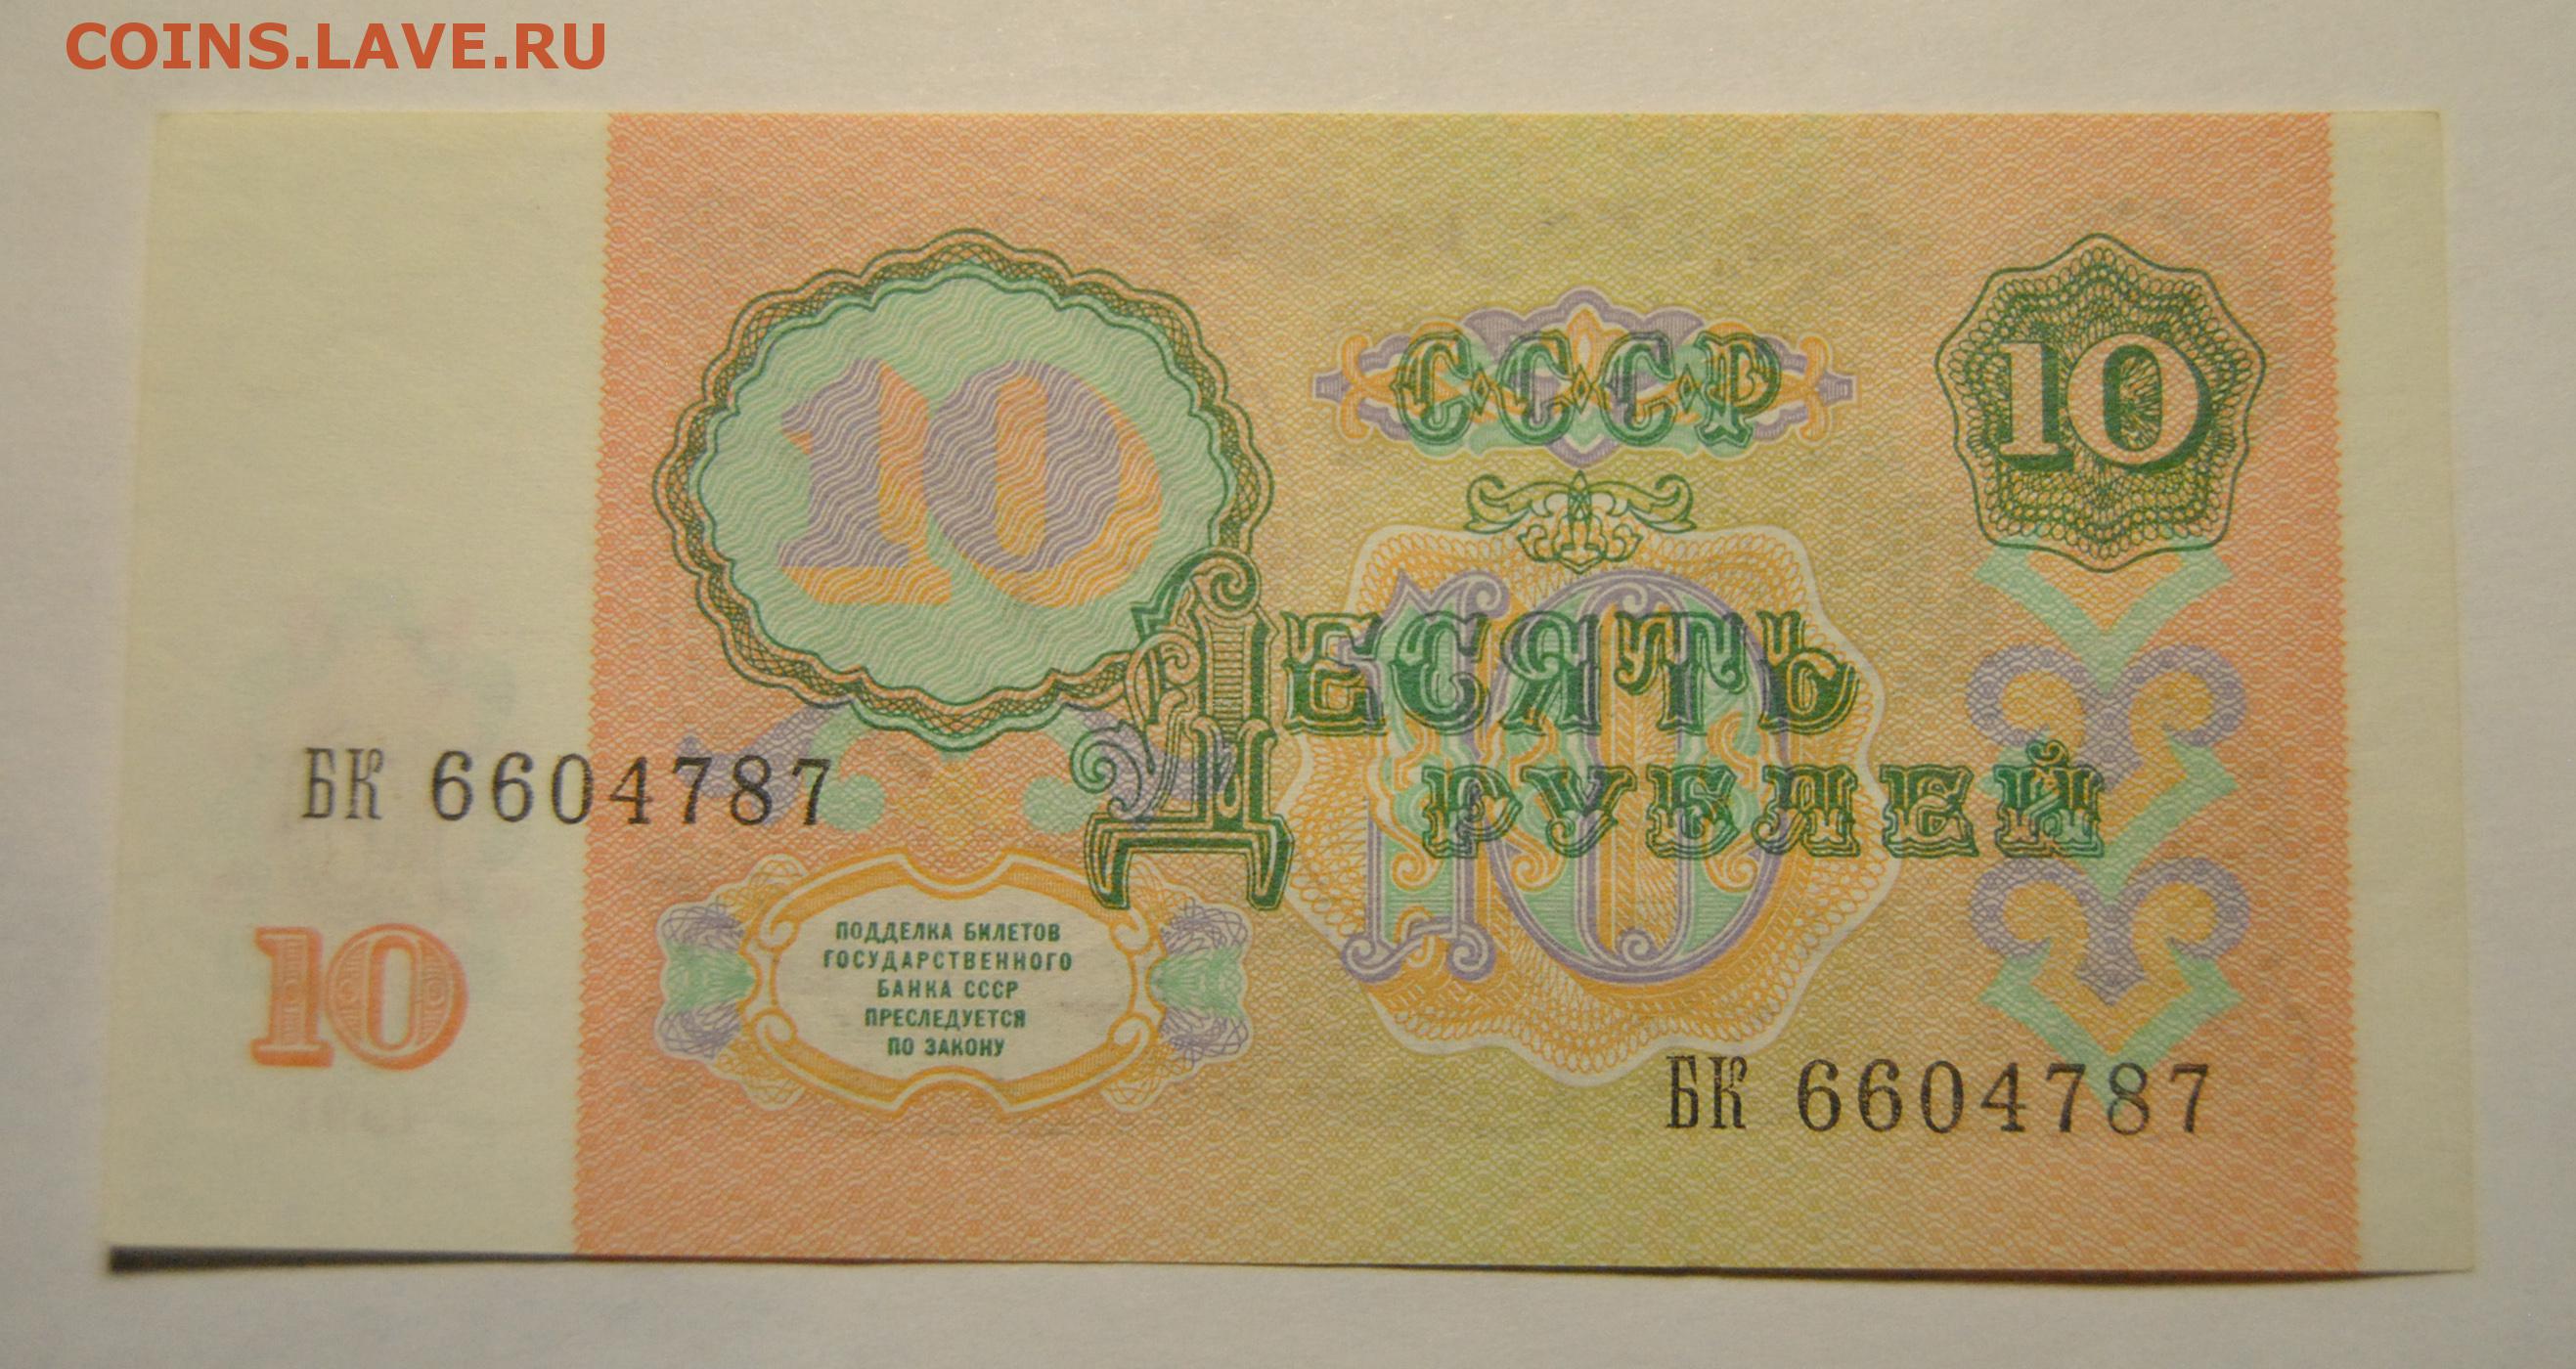 COINS.LAVE.RU
10
С·С·С·Р
10
10
ДЕСЯТЬ
РУБЛЕЙ
БК 6604787
10
ПОДДЕЛКА БИЛЕТОВ
ГОСУДАРСТВЕННОГО
БАНКА СССР
ПРЕСЛЕДУЕТСЯ
ПО ЗАКОНУ
БК 6604787